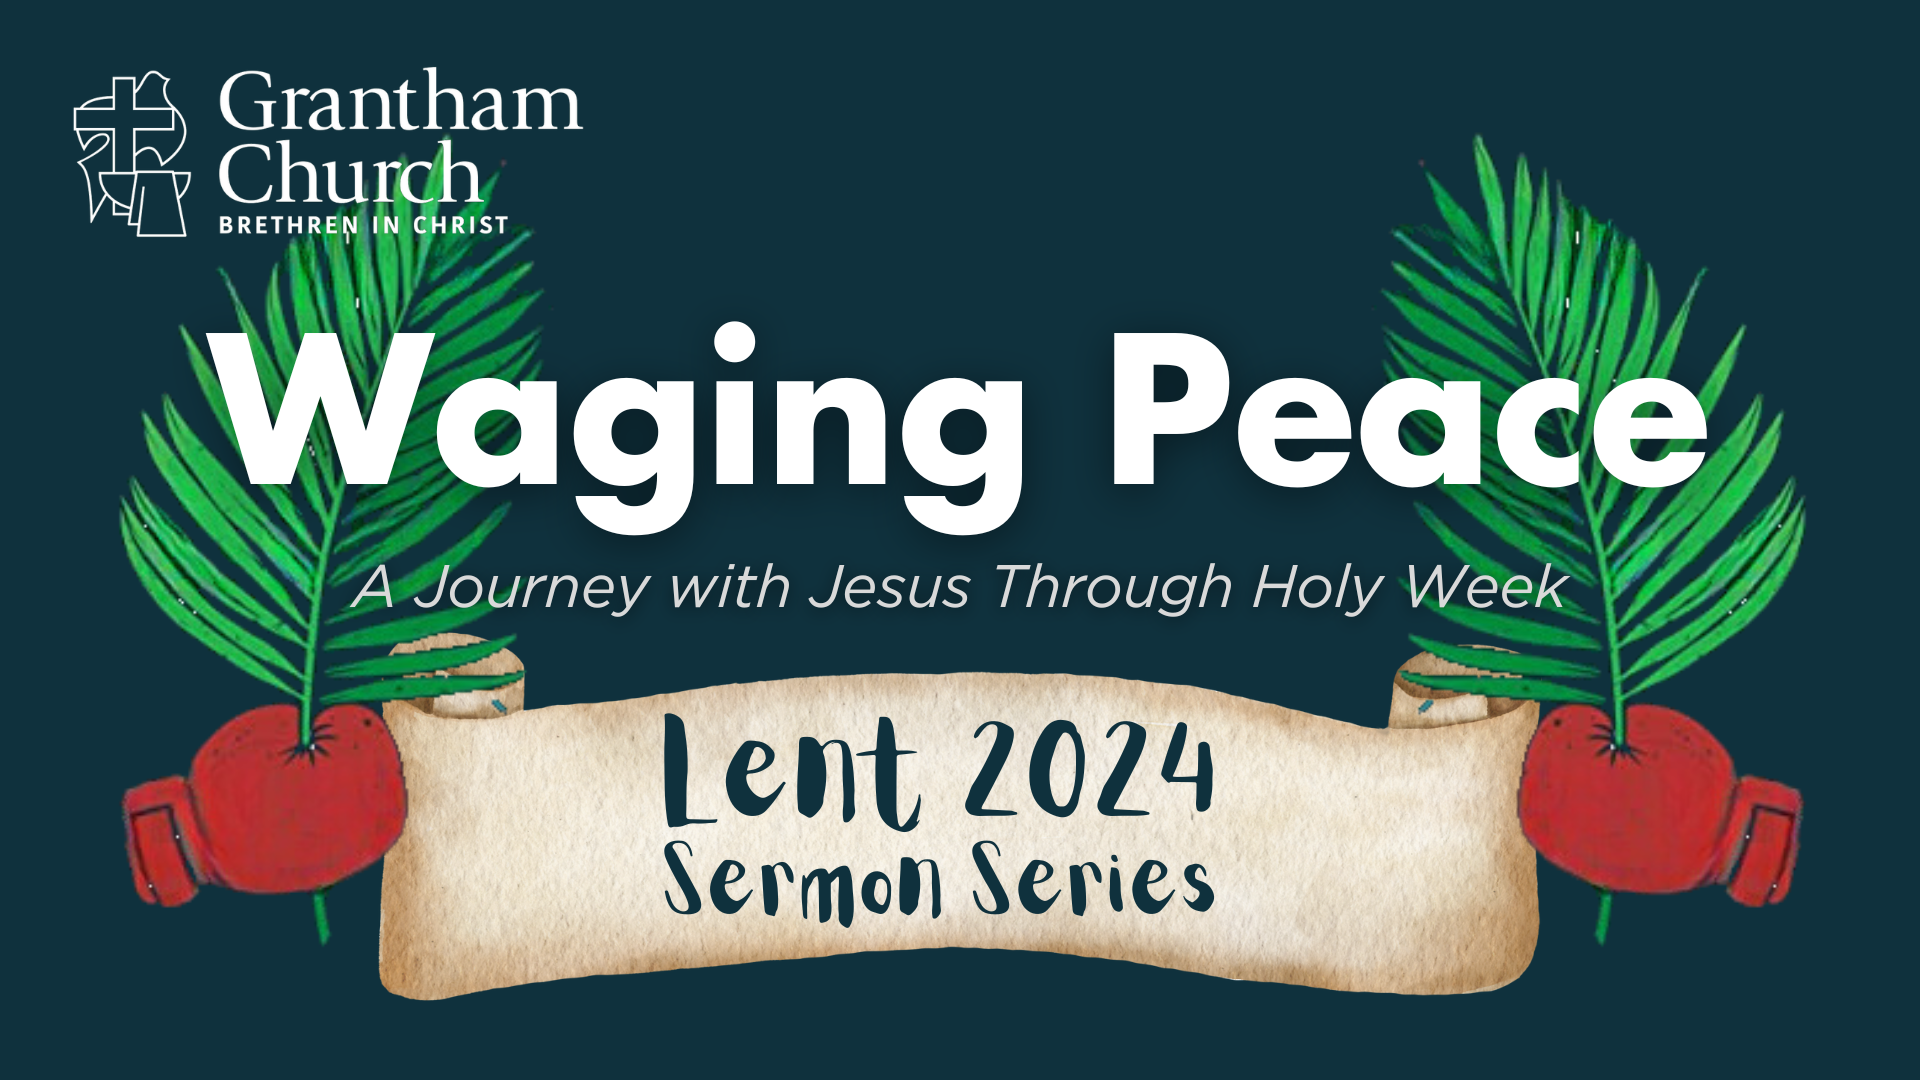 Grantham
Church
BRETHREN IN CHRIST
Waging Peace
A Journey with Jesus Through Holy Week
Lent 2024
Sermon Series